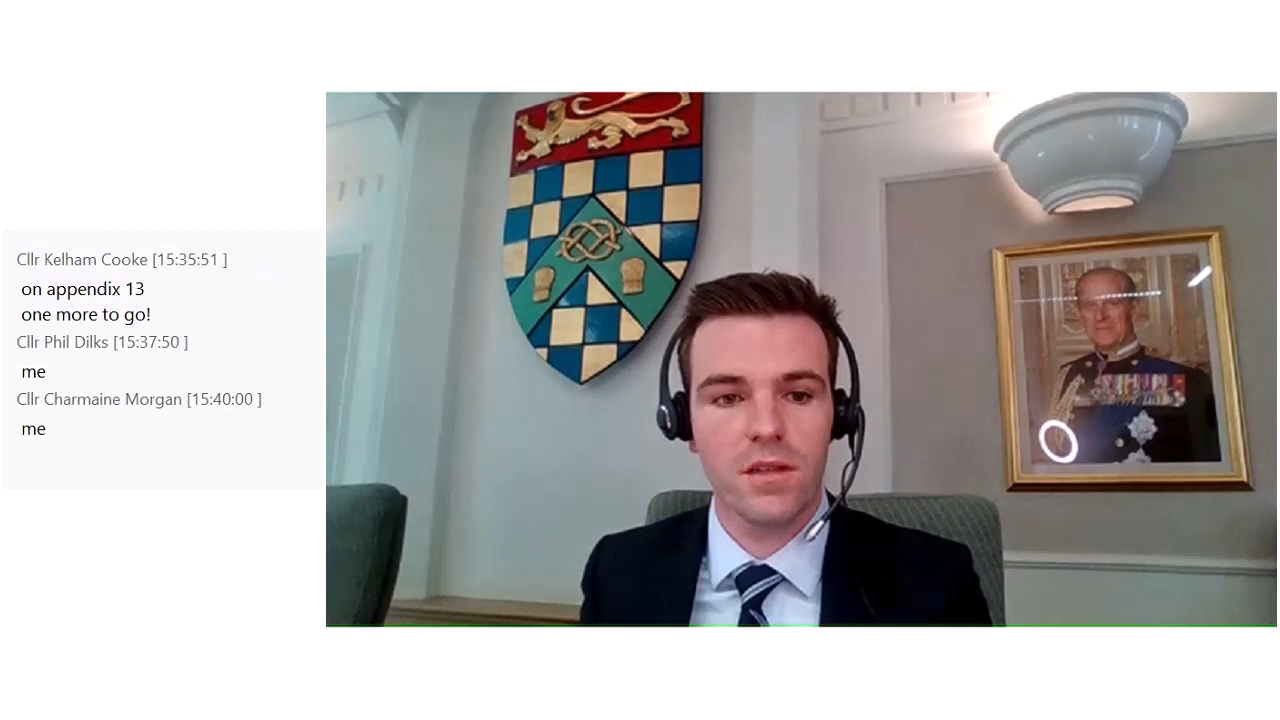 Cllr Kelham Cooke [15:35:51 ]
on appendix 13
one more to go!
Cllr Phil Dilks [15:37:50 ]
me
Cllr Charmaine Morgan [15:40:00 ]
me